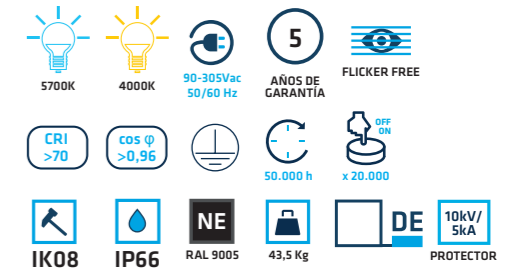 5700K
4000K
90-305Vac
50/60 Hz
5
AÑOS DE
GARANTÍA
FLICKER FREE
CRI
>70
cos φ
>0,96
50.000 h
OFF
ON
x 20.000
IK08
IP66
NE
RAL 9005
43,5 Kg
DE
10kV/
5kA
PROTECTOR